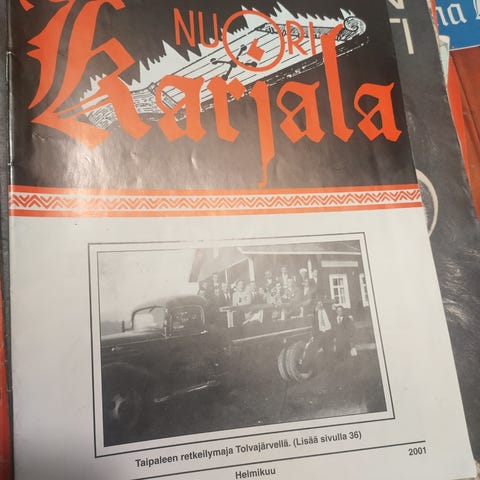 NUORI
Karjala
Taipaleen retkeilymaja Tolvajärvellä. (Lisää sivulla 36)
Helmikuu
2001